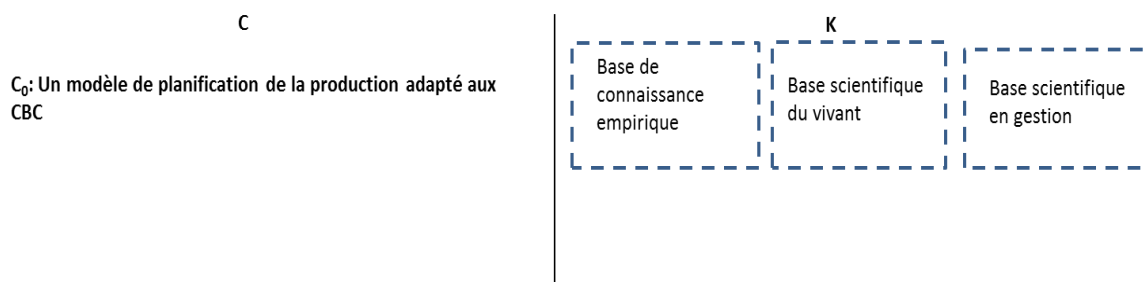 C
C₀: Un modèle de planification de la production adapté aux
CBC
K
Base de
connaissance
empirique
Base scientifique
du vivant
Base scientifique
en gestion